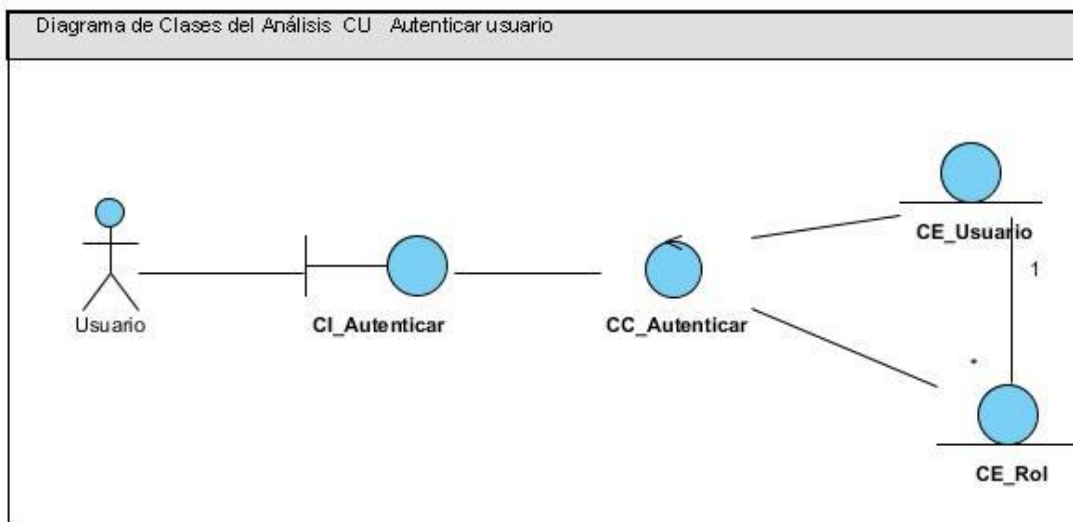 Diagrama de Clases del Análisis CU Autenticar usuario
CE_Usuario
1
Usuario
CI_Autenticar
CC_Autenticar
*
CE_Rol